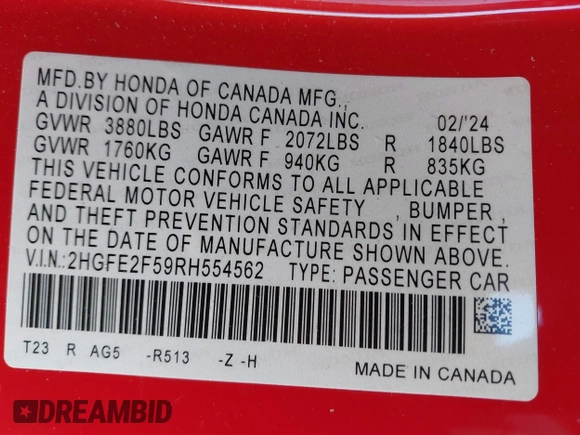 MFD.BY HONDA OF CANADA MFG.,
A DIVISION OF HONDA CANADA INC. 02/'24
GVWR 3880LBS GAWR F 2072LBS R 1840LBS
GVWR 1760KG GAWR F 940KG R 835KG
THIS VEHICLE CONFORMS TO ALL APPLICABLE
FEDERAL MOTOR VEHICLE SAFETY , BUMPER ,
AND THEFT PREVENTION STANDARDS IN EFFECT
ON THE DATE OF MANUFACTURE SHOWN ABOVE.
V.I.N.:2HGFE2F59RH554562 TYPE: PASSENGER CAR
T23 R AG5 -R513 -Z -H
MADE IN CANADA
DREAMBID